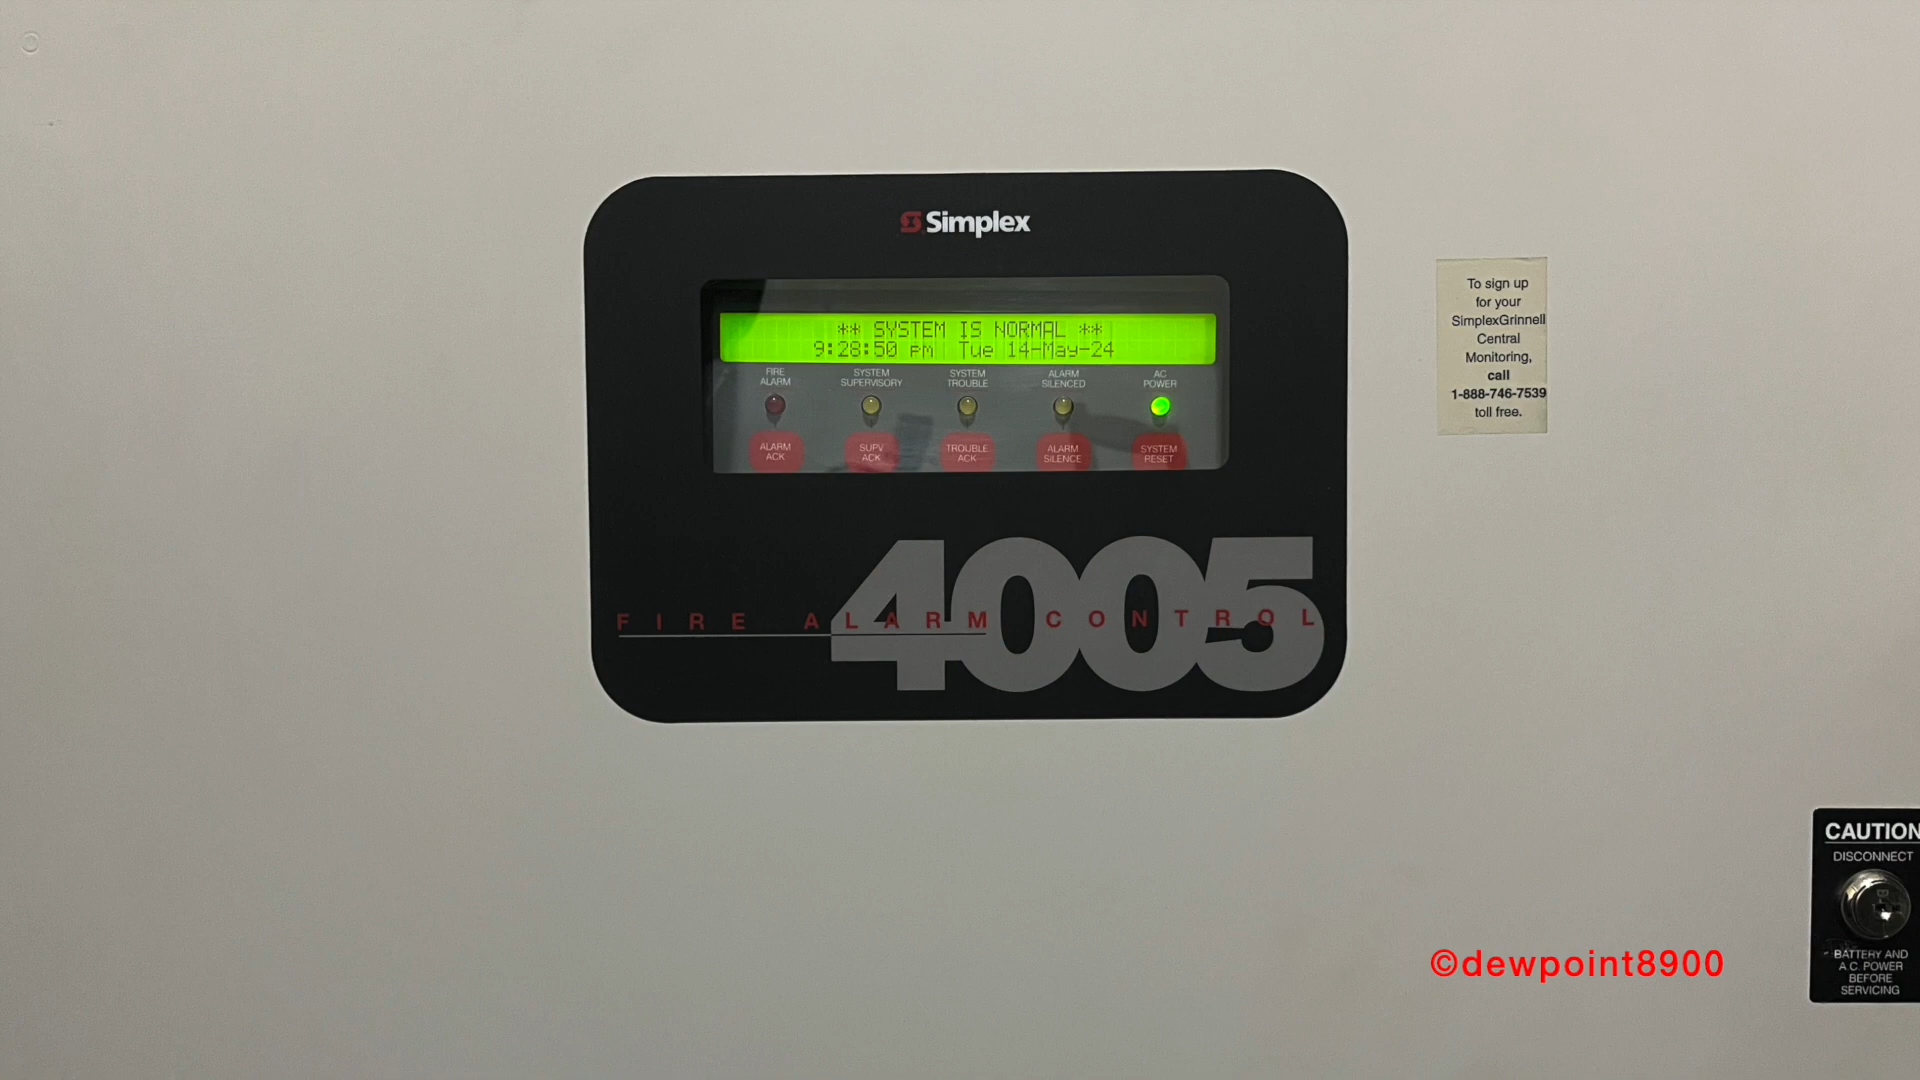 Simplex
** SYSTEM IS NORMAL **
9:28:50 pm Tue 14-May-24
FIRE
ALARM
SYSTEM
SUPERVISORY
SYSTEM
TROUBLE
ALARM
SILENCED
AC
POWER
ALARM
ACK
SUPV
ACK
TROUBLE
ACK
ALARM
SILENCE
SYSTEM
RESET
4005
FIRE ALARM CONTROL
To sign up
for your
SimplexGrinnell
Central
Monitoring,
call
1-888-746-7539
toll free.
CAUTION
DISCONNECT
BATTERY AND
A.C. POWER
BEFORE
SERVICING
©dewpoint8900